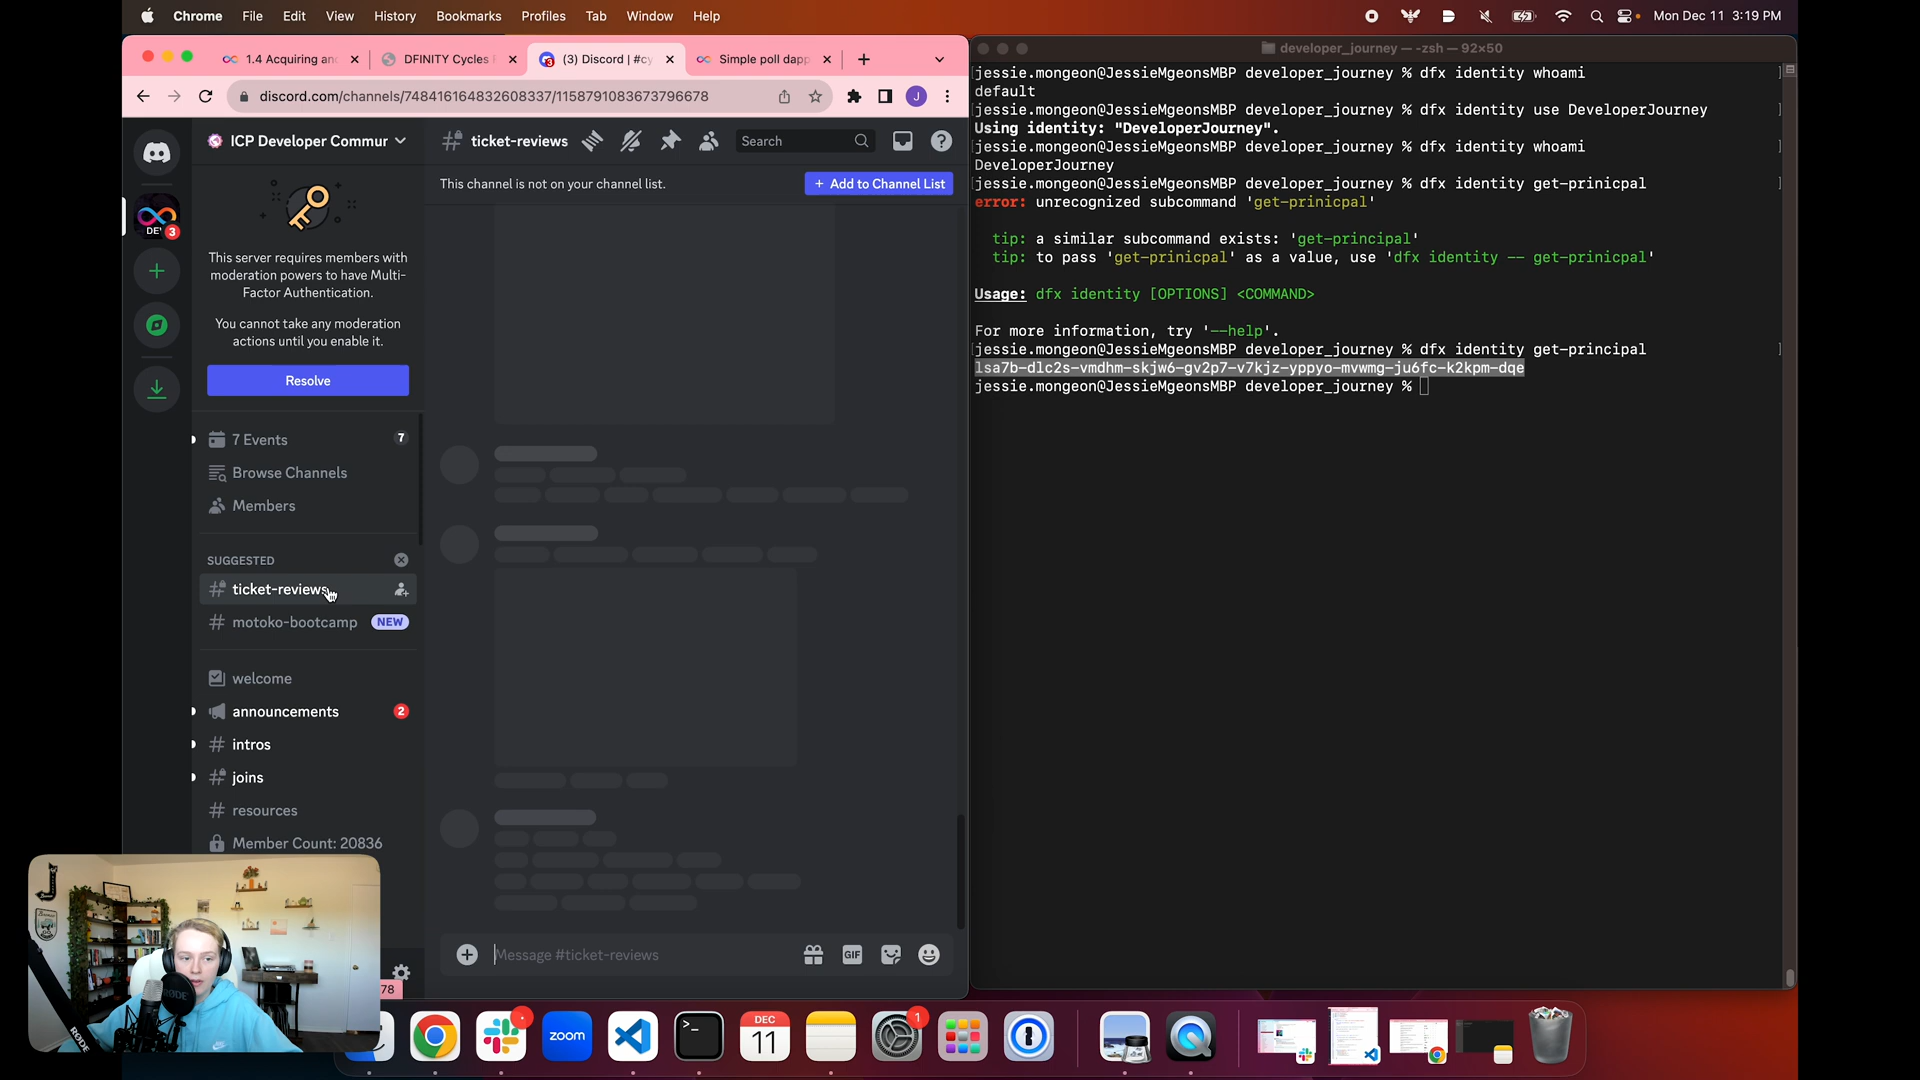 Chrome File Edit View History Bookmarks Profiles Tab Window Help
Mon Dec 11 3:19 PM
1.4 Acquiring an
DFINITY Cycles
(3) Discord | #cy
Simple poll dapp
discord.com/channels/748416164832608337/1158791083673796678
J
ICP Developer Commur
ticket-reviews
Search
This channel is not on your channel list.
+ Add to Channel List
DE
3
This server requires members with
moderation powers to have Multi-
Factor Authentication.
You cannot take any moderation
actions until you enable it.
Resolve
7 Events 7
Browse Channels
Members
SUGGESTED
ticket-reviews
motoko-bootcamp NEW
welcome
announcements 2
intros
joins
resources
Member Count: 20836
78
Message #ticket-reviews
GIF
developer_journey — -zsh — 92×50
jessie.mongeon@JessieMgeonsMBP developer_journey % dfx identity whoami
default
jessie.mongeon@JessieMgeonsMBP developer_journey % dfx identity use DeveloperJourney
Using identity: "DeveloperJourney".
jessie.mongeon@JessieMgeonsMBP developer_journey % dfx identity whoami
DeveloperJourney
jessie.mongeon@JessieMgeonsMBP developer_journey % dfx identity get-prinicpal
error: unrecognized subcommand 'get-prinicpal'
tip: a similar subcommand exists: 'get-principal'
tip: to pass 'get-prinicpal' as a value, use 'dfx identity -- get-prinicpal'
Usage: dfx identity [OPTIONS] <COMMAND>
For more information, try '--help'.
jessie.mongeon@JessieMgeonsMBP developer_journey % dfx identity get-principal
lsa7b-dlc2s-vmdhm-skjw6-gv2p7-v7kjz-yppyo-mvwmg-ju6fc-k2kpm-dqe
jessie.mongeon@JessieMgeonsMBP developer_journey %
RØDE
RØDE
zoom
>_
DEC
11
1